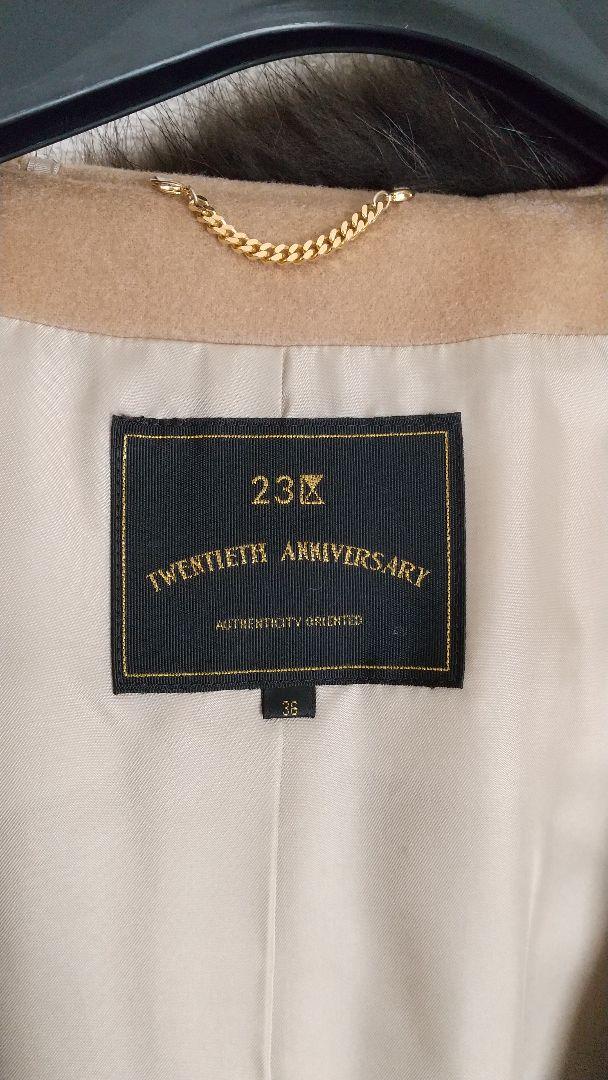 23区
TWENTIETH ANNIVERSARY
AUTHENTICITY ORIENTED
36